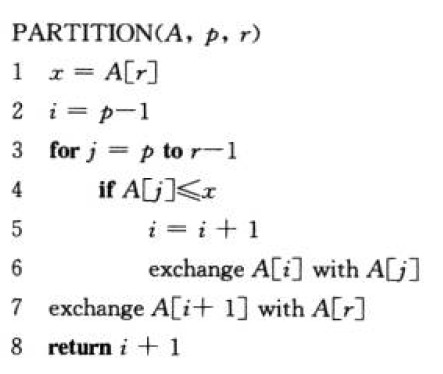 PARTITION(A, p, r)
1 x = A[r]
2 i = p-1
3 for j = p to r-1
4 if A[j]⩽x
5 i = i + 1
6 exchange A[i] with A[j]
7 exchange A[i+ 1] with A[r]
8 return i + 1